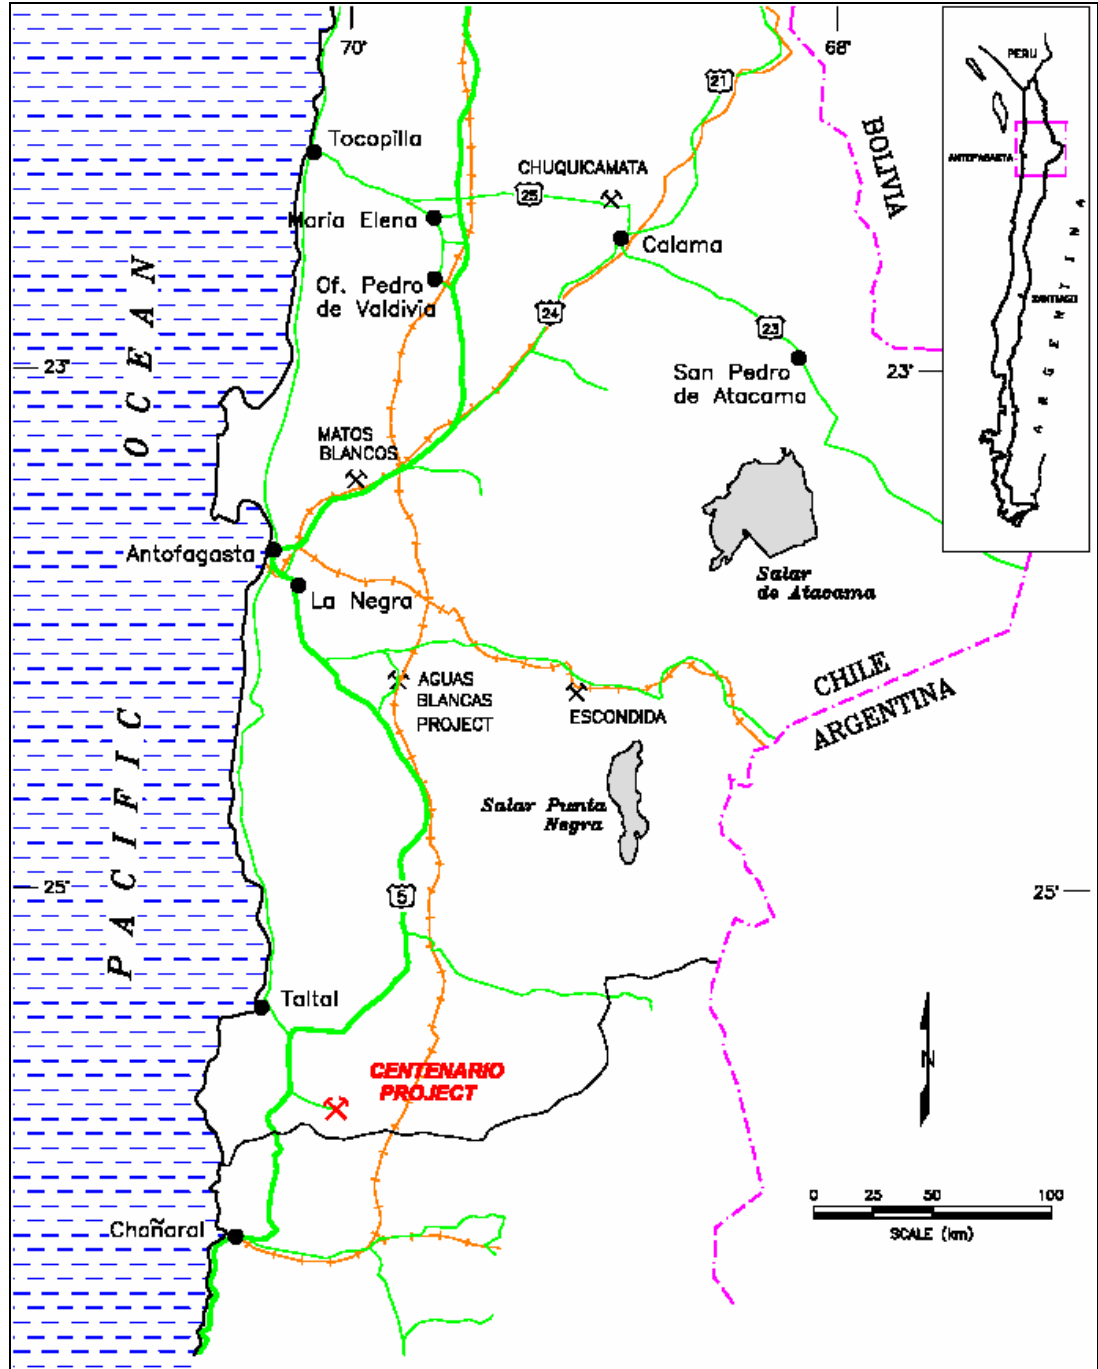 70°
68°
21
PERU
Tocopilla
BOLIVIA
CHUQUICAMATA
25
ANTOFAGASTA
María Elena
Calama
Of. Pedro
de Valdivia
24
23
SANTIAGO
ARGENTINA
23°
San Pedro
de Atacama
23°
MATOS
BLANCOS
PACIFIC OCEAN
Antofagasta
La Negra
Salar
de Atacama
AGUAS
BLANCAS
PROJECT
ESCONDIDA
CHILE
ARGENTINA
Salar Punta
Negra
5
25°
25°
Taltal
N
CENTENARIO
PROJECT
0 25 50 100
SCALE (km)
Chañaral